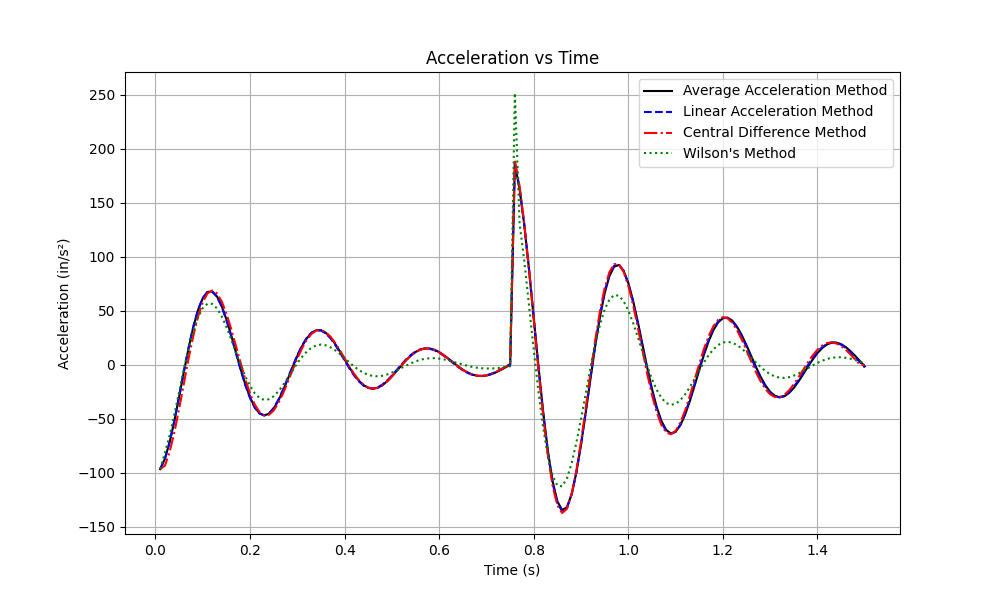 Acceleration vs Time
Acceleration (in/s²)
250
200
150
100
50
0
−50
−100
−150
Average Acceleration Method
Linear Acceleration Method
Central Difference Method
Wilson's Method
0.0 0.2 0.4 0.6 0.8 1.0 1.2 1.4
Time (s)